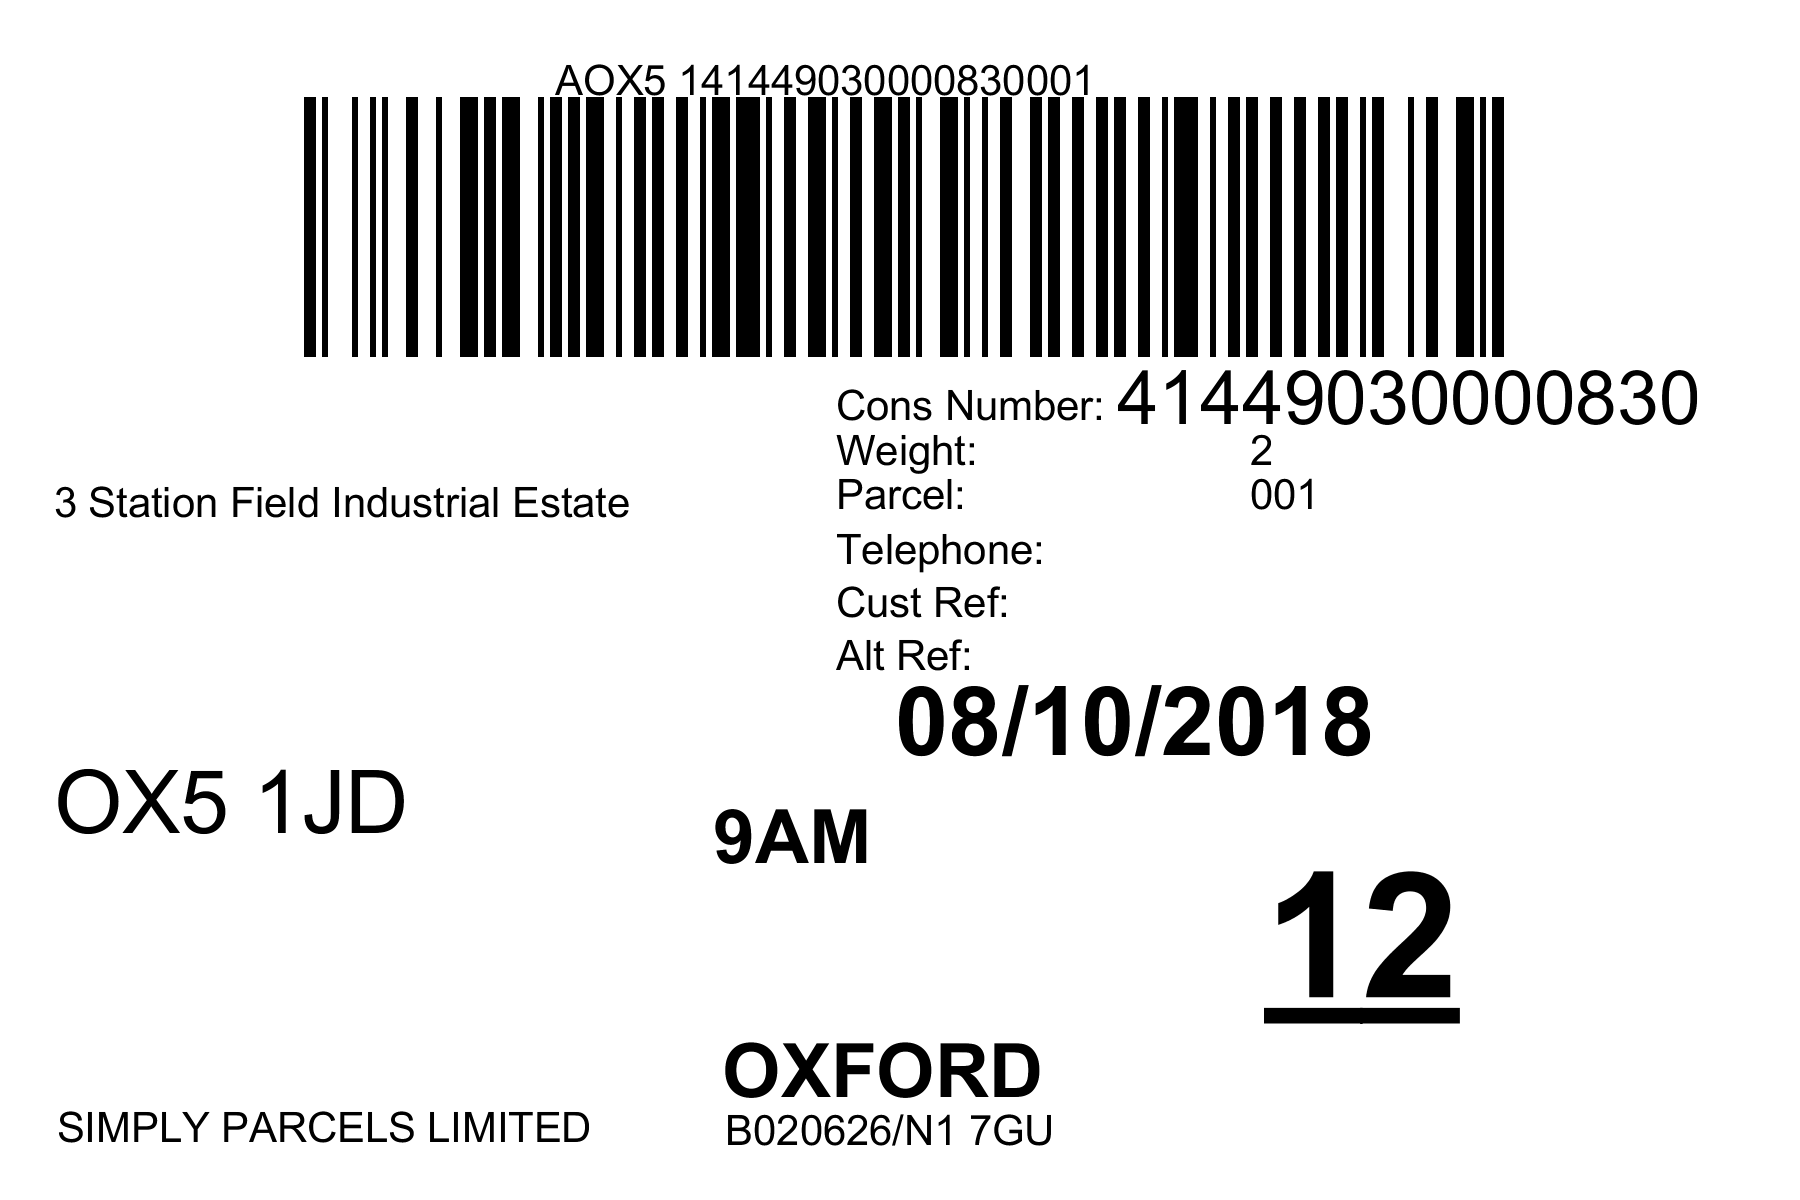 AOX5 141449030000830001
Cons Number: 41449030000830
Weight: 2
3 Station Field Industrial Estate
Parcel: 001
Telephone:
Cust Ref:
Alt Ref:
08/10/2018
OX5 1JD
9AM
12
OXFORD
SIMPLY PARCELS LIMITED
B020626/N1 7GU